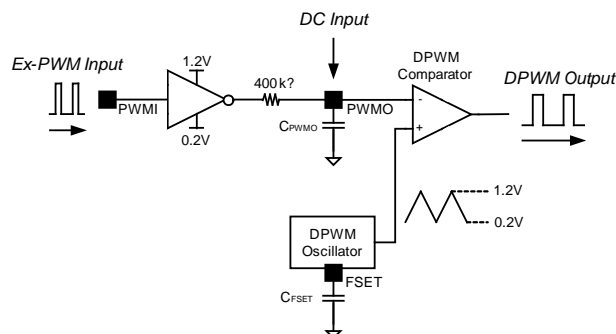 DC Input
Ex-PWM Input
PWMI
1.2V
0.2V
400k?
PWMO
CPWMO
DPWM
Comparator
-
+
DPWM Output
1.2V
0.2V
DPWM
Oscillator
FSET
CFSET